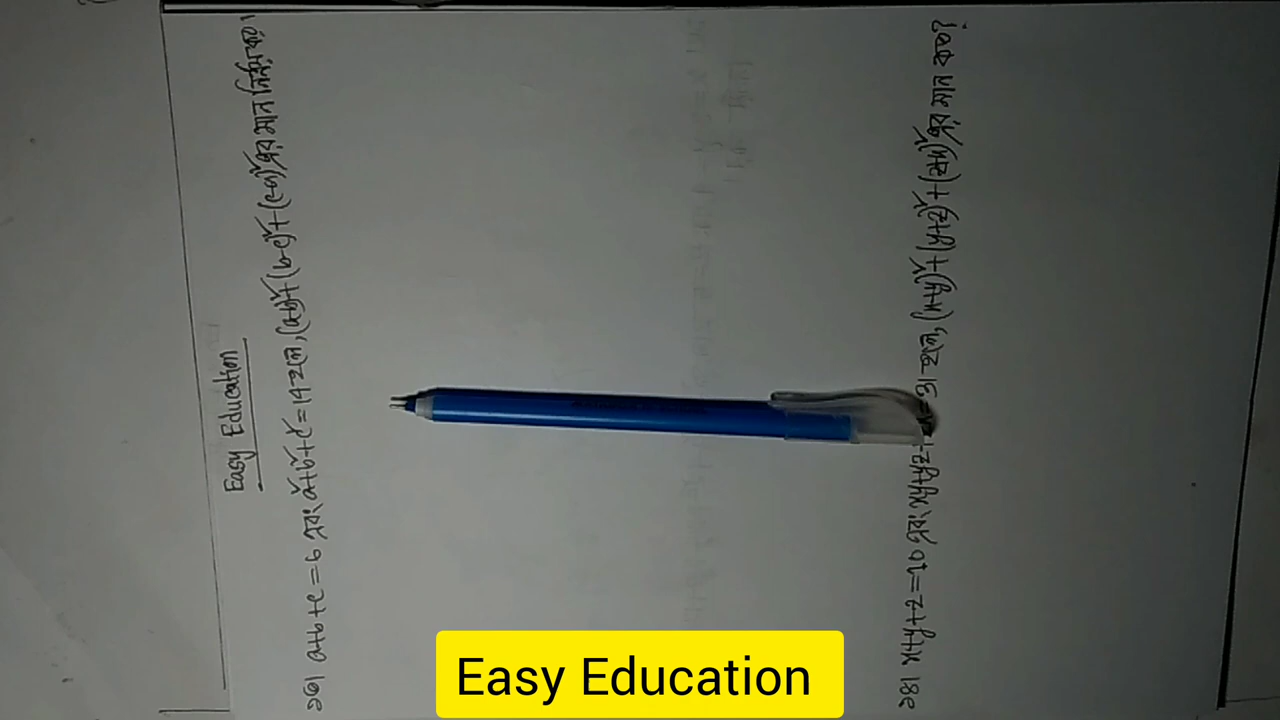 Easy Education
১৩। a+b+c = 6 এবং a²+b²+c² = 14 হলে, (a-b)²+(b-c)²+(c-a)² এর মান নির্ণয় কর।
১৪। x+y+z = 10 এবং xy+yz+ = 31 হলে, (x+y)²+(y+z)²+(z+x)² এর মান কত?
Easy Education